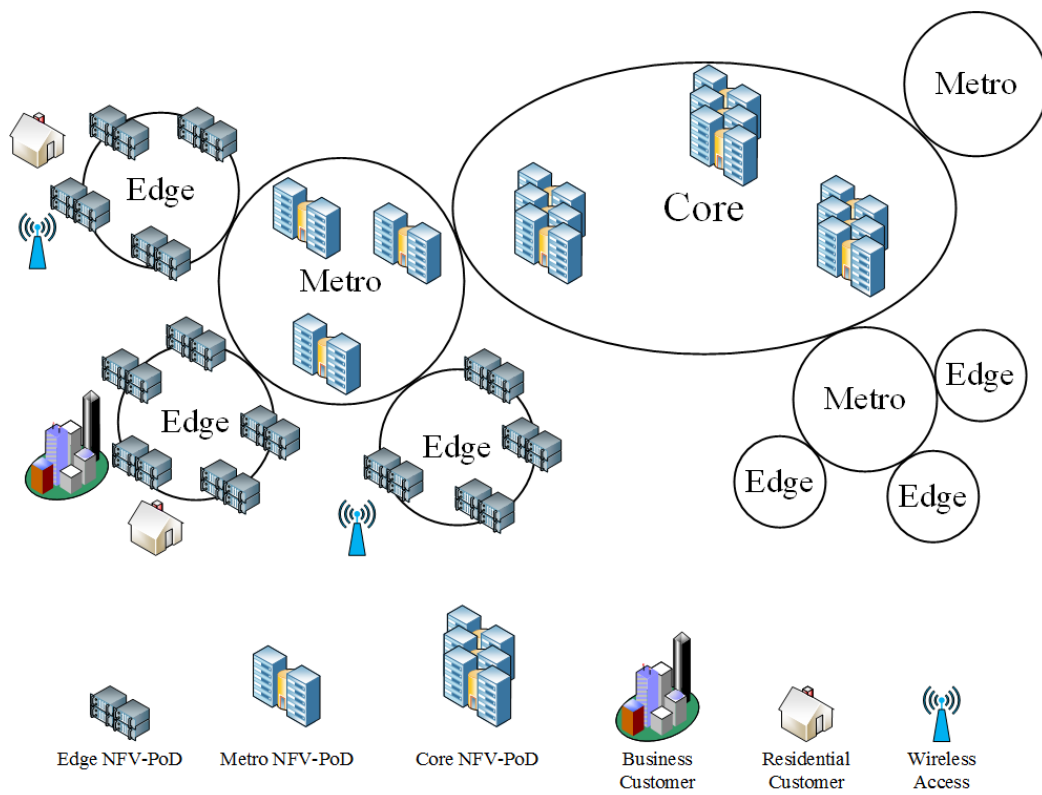 Metro
Edge
Core
Metro
Edge
Metro
Edge
Edge
Edge
Edge
Edge NFV-PoD
Metro NFV-PoD
Core NFV-PoD
Business
Customer
Residential
Customer
Wireless
Access